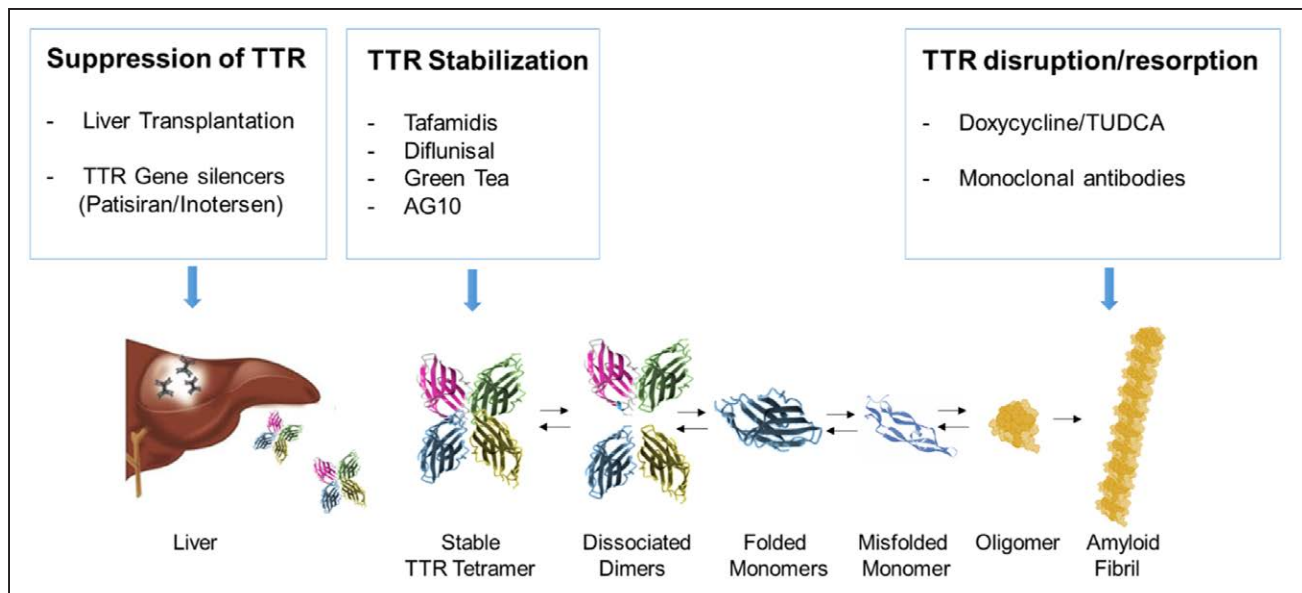 Suppression of TTR
- Liver Transplantation
- TTR Gene silencers
(Patisiran/Inotersen)
TTR Stabilization
- Tafamidis
- Diflunisal
- Green Tea
- AG10
TTR disruption/resorption
- Doxycycline/TUDCA
- Monoclonal antibodies
Liver
Stable
TTR Tetramer
Dissociated
Dimers
Folded
Monomers
Misfolded
Monomer
Oligomer
Amyloid
Fibril